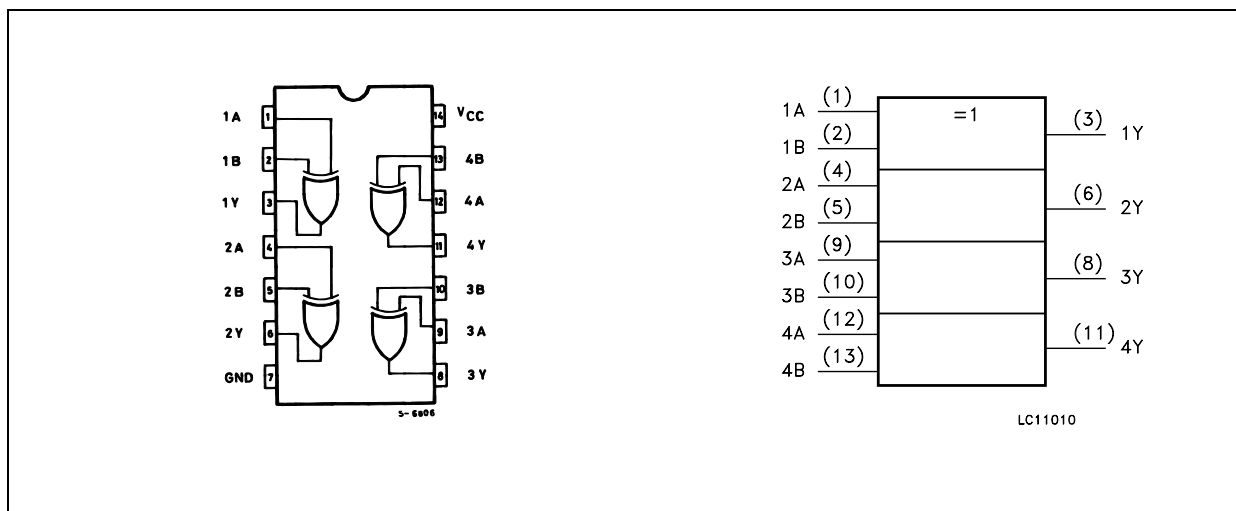 1A 1 14 VCC
1B 2 13 4B
1Y 3 12 4A
2A 4 11 4Y
2B 5 10 3B
2Y 6 9 3A
GND 7 8 3Y
S-6806
=1
1A (1)
1B (2)
2A (4)
2B (5)
3A (9)
3B (10)
4A (12)
4B (13)
(3) 1Y
(6) 2Y
(8) 3Y
(11) 4Y
LC11010